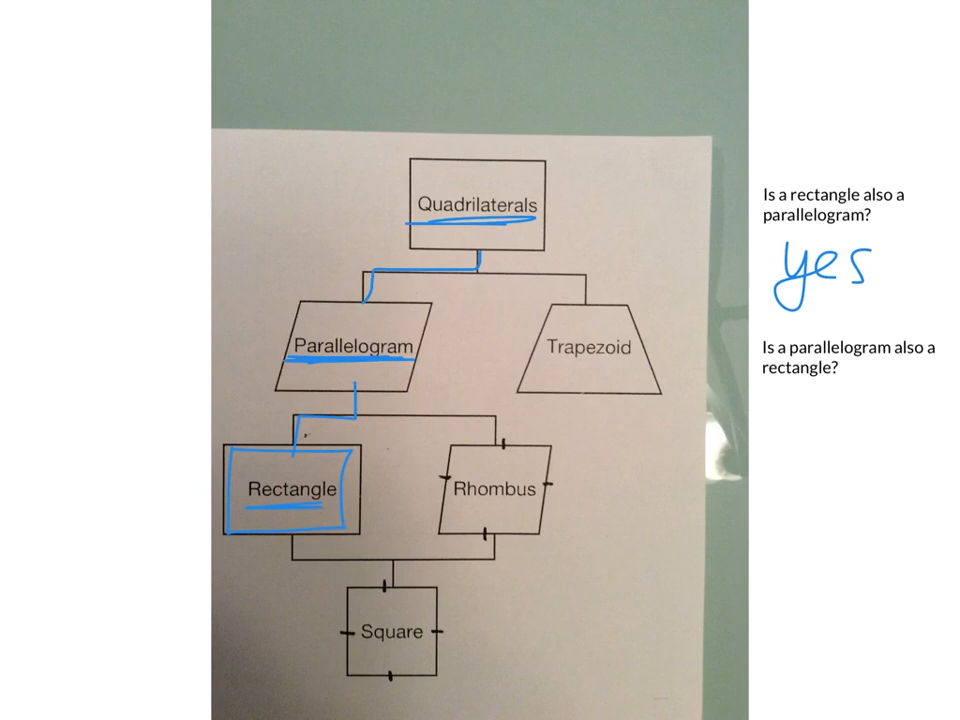 Quadrilaterals
Parallelogram
Trapezoid
Rectangle
Rhombus
Square
Is a rectangle also a
parallelogram?
yes
Is a parallelogram also a
rectangle?